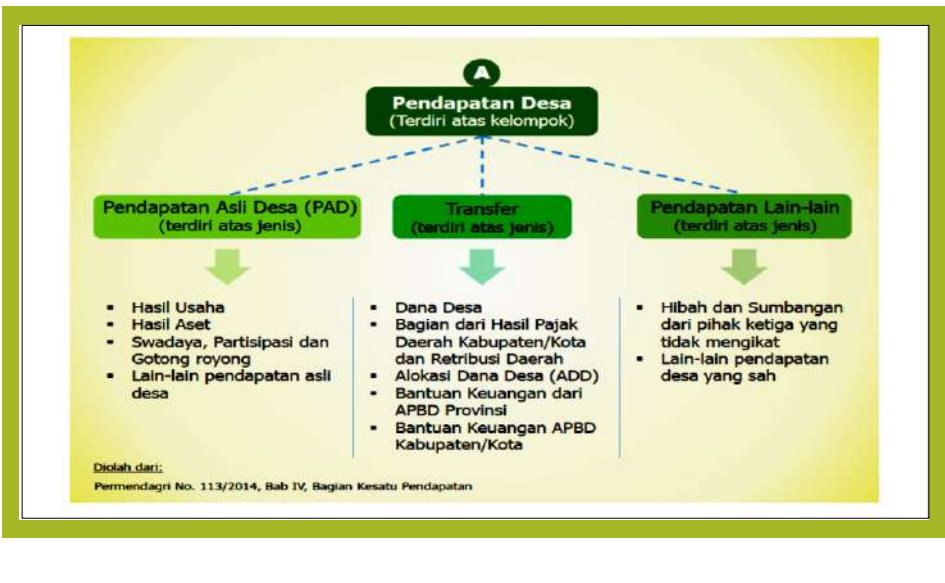 A
Pendapatan Desa
(Terdiri atas kelompok)
Pendapatan Asli Desa (PAD)
(terdiri atas jenis)
Transfer
(terdiri atas jenis)
Pendapatan Lain-lain
(terdiri atas jenis)
▪ Hasil Usaha
▪ Hasil Aset
▪ Swadaya, Partisipasi dan
Gotong royong
▪ Lain-lain pendapatan asli
desa
▪ Dana Desa
▪ Bagian dari Hasil Pajak
Daerah Kabupaten/Kota
dan Retribusi Daerah
▪ Alokasi Dana Desa (ADD)
▪ Bantuan Keuangan dari
APBD Provinsi
▪ Bantuan Keuangan APBD
Kabupaten/Kota
▪ Hibah dan Sumbangan
dari pihak ketiga yang
tidak mengikat
▪ Lain-lain pendapatan
desa yang sah
Diolah dari:
Permendagri No. 113/2014, Bab IV, Bagian Kesatu Pendapatan